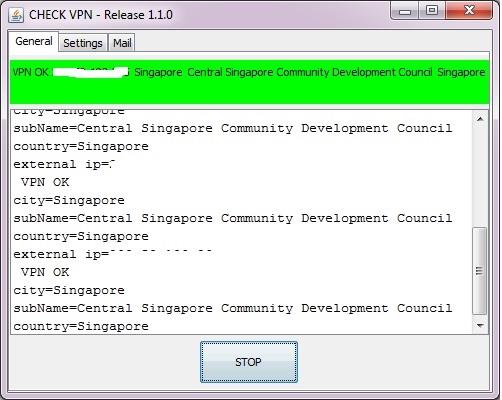 CHECK VPN - Release 1.1.0
General Settings Mail
VPN OK Singapore Central Singapore Community Development Council Singapore
city=Singapore
subName=Central Singapore Community Development Council
country=Singapore
external ip=
VPN OK
city=Singapore
subName=Central Singapore Community Development Council
country=Singapore
external ip=
VPN OK
city=Singapore
subName=Central Singapore Community Development Council
country=Singapore
STOP